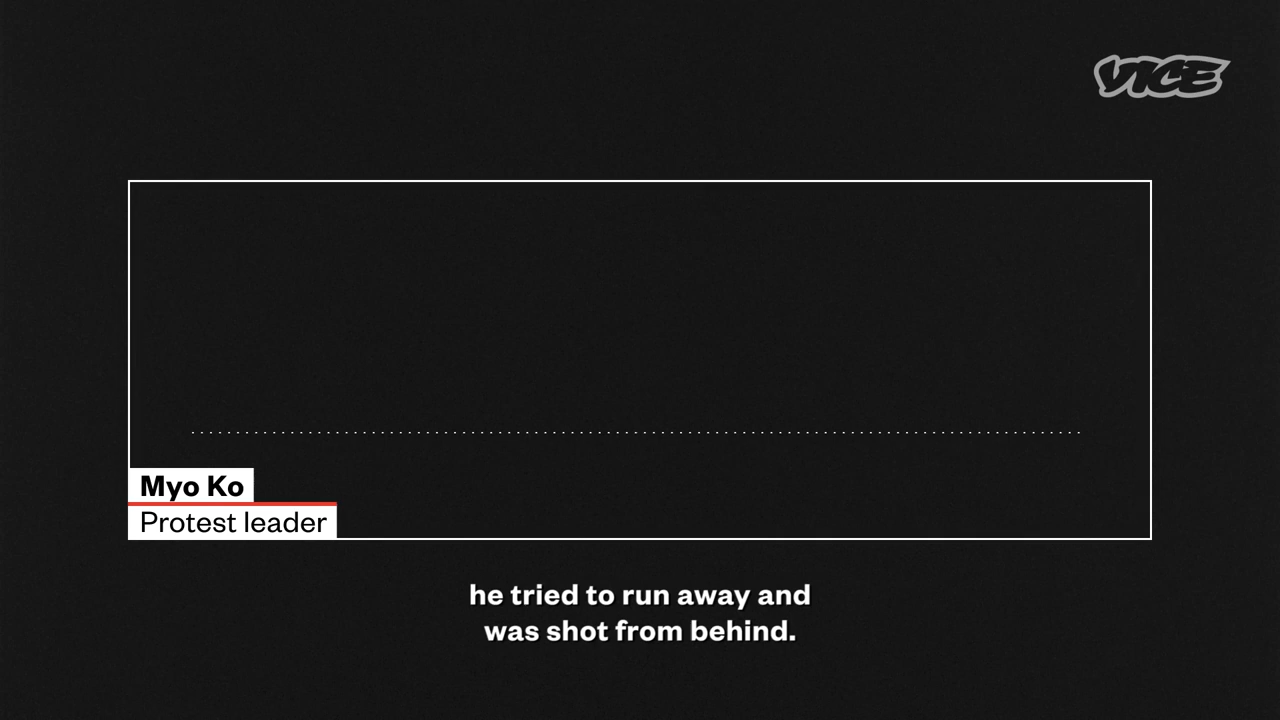 VICE
Myo Ko
Protest leader
he tried to run away and
was shot from behind.